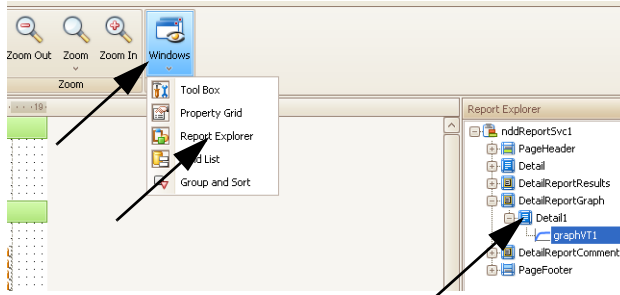 Zoom Out Zoom Zoom In Windows
Zoom
19
Tool Box
Property Grid
Report Explorer
List
Group and Sort
Report Explorer
nddReportSvc1
PageHeader
Detail
DetailReportResults
DetailReportGraph
Detail1
graphVT1
DetailReportComment
PageFooter